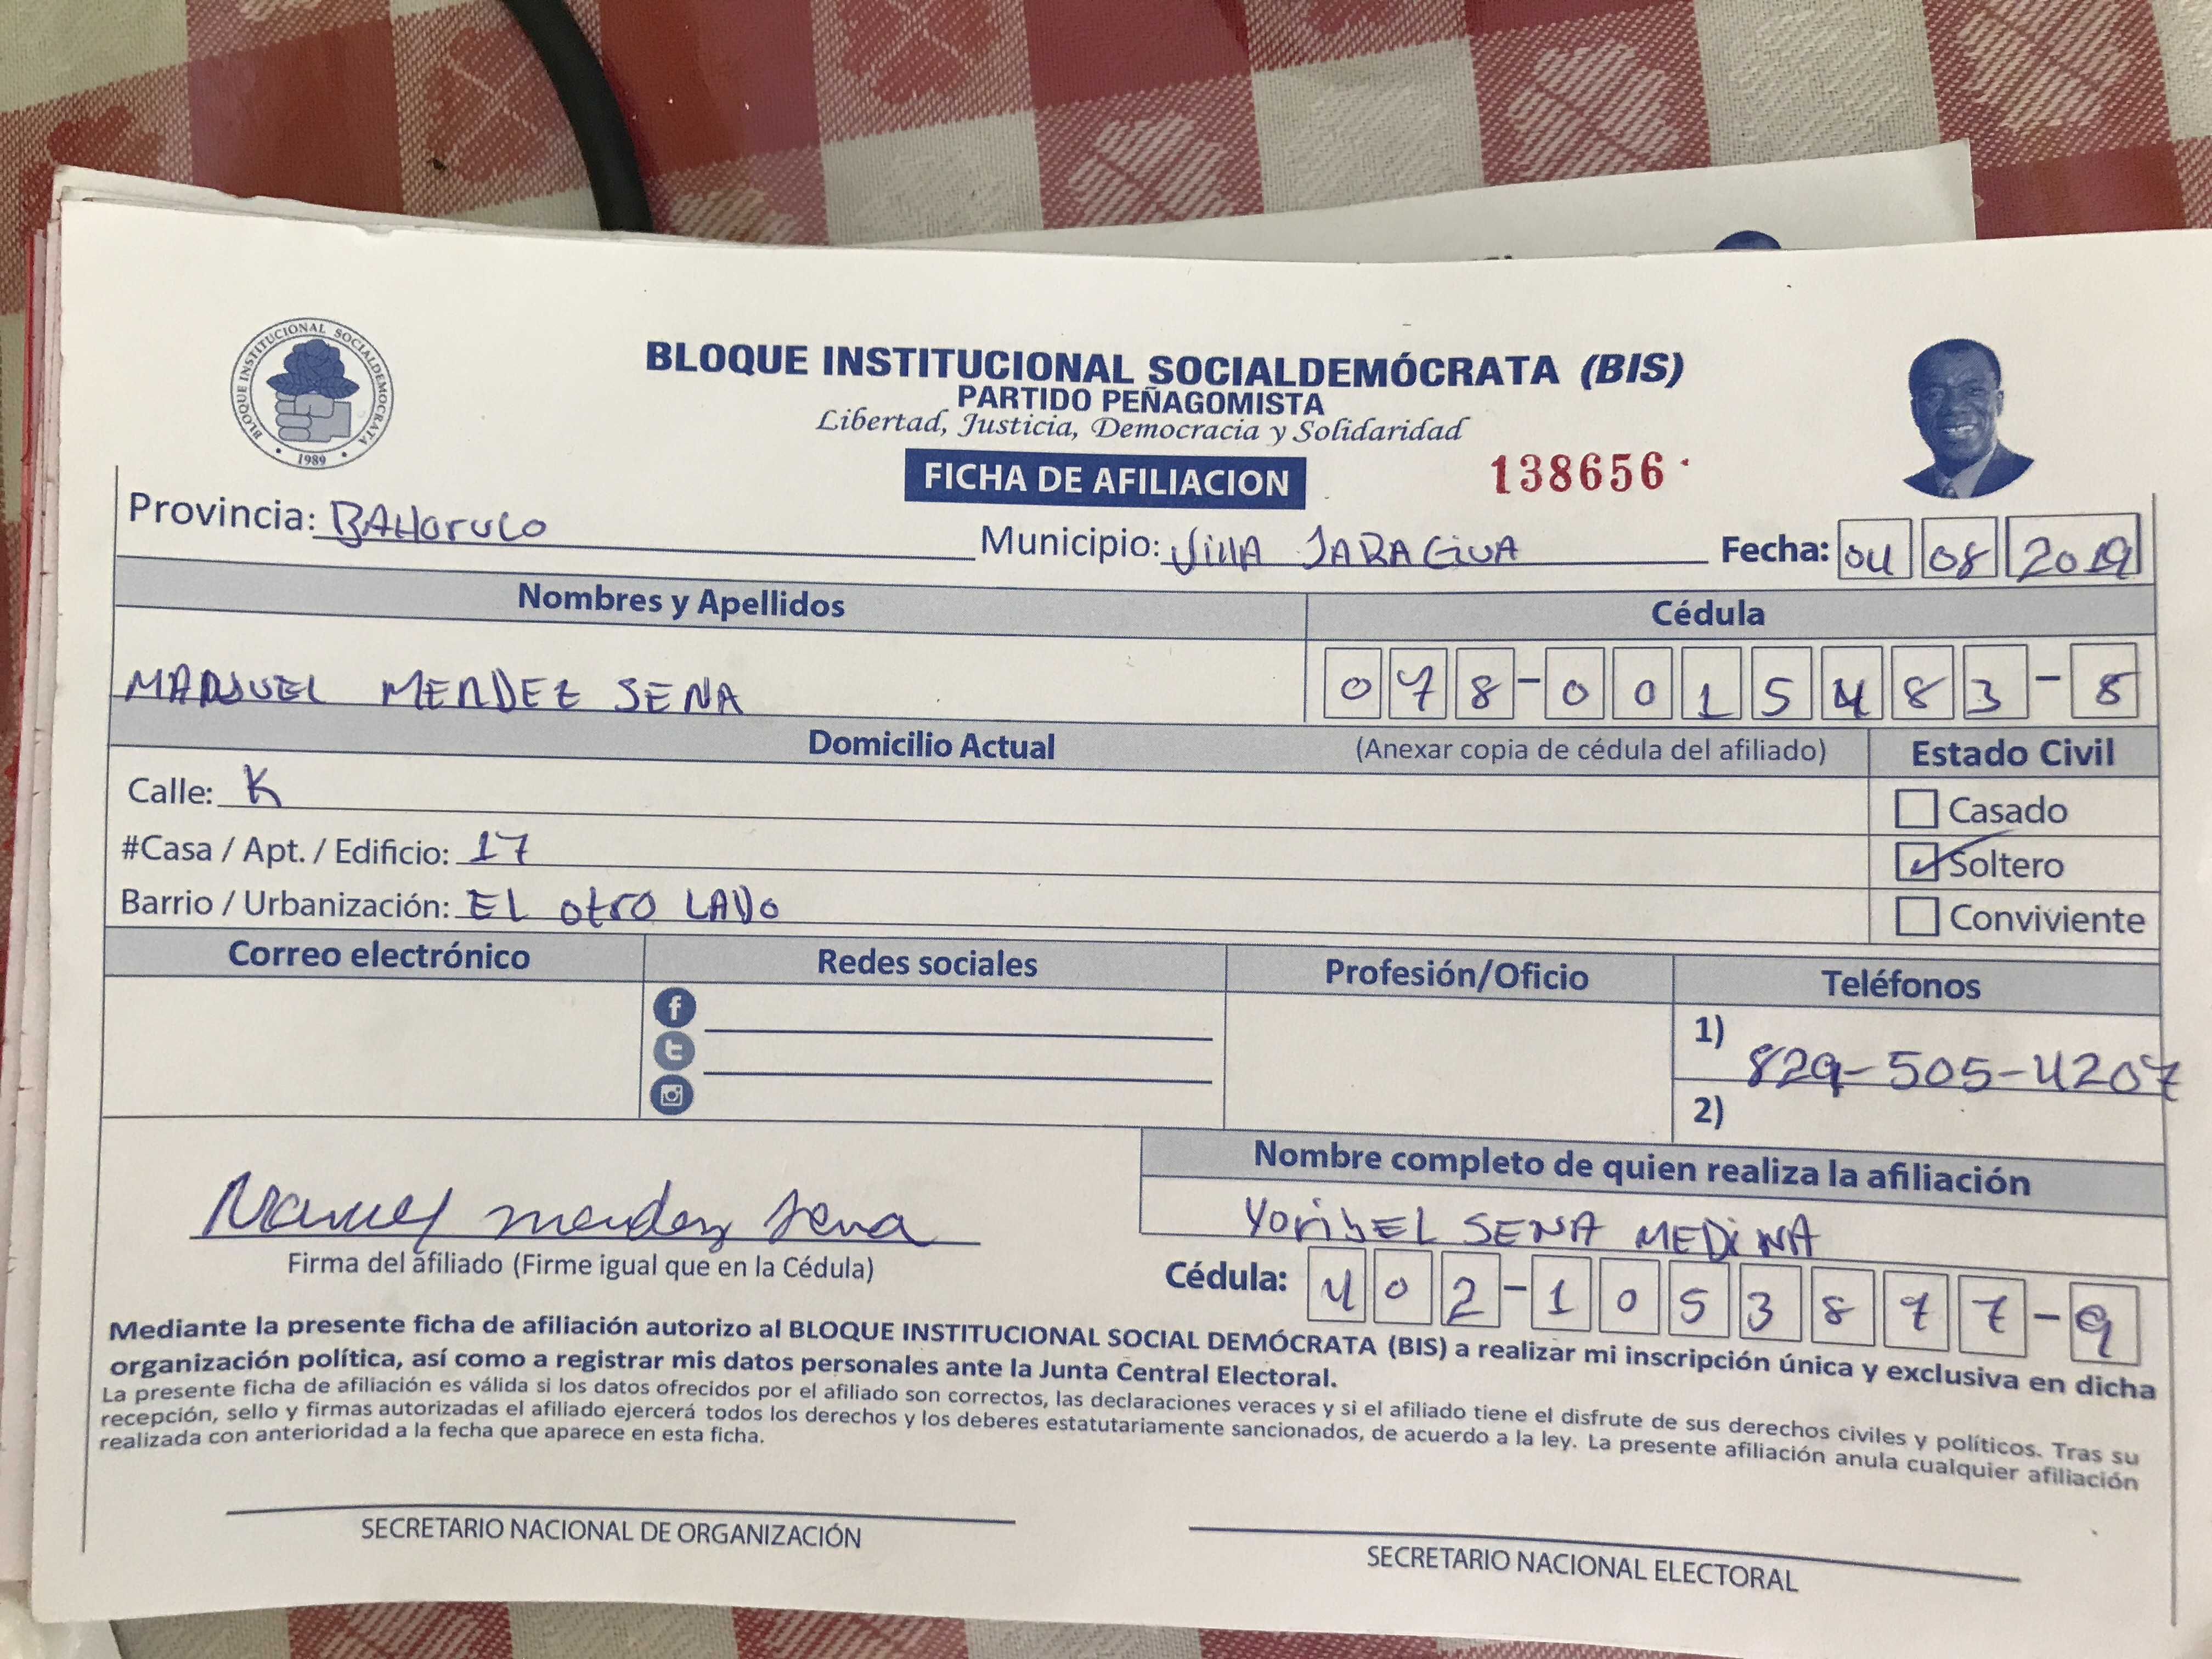 BLOQUE INSTITUCIONAL SOCIALDEMOCRATA
1989
BLOQUE INSTITUCIONAL SOCIALDEMÓCRATA (BIS)
PARTIDO PEÑAGOMISTA
Libertad, Justicia, Democracia y Solidaridad
FICHA DE AFILIACION 138656
Provincia: BAHORUCO Municipio: VillA JARAGUA Fecha: 04 08 2019
Nombres y Apellidos Cédula
MANUEL MENDEZ SENA 078-0015483-8
Domicilio Actual (Anexar copia de cédula del afiliado) Estado Civil
Calle: K Casado
#Casa / Apt. / Edificio: 17 Soltero
Barrio / Urbanización: EL otro LADo Conviviente
Correo electrónico Redes sociales Profesión/Oficio Teléfonos
1) 829-505-4207
2)
Nombre completo de quien realiza la afiliación
Manuel mendez sena YoribEL SENA MEDiNA
Firma del afiliado (Firme igual que en la Cédula) Cédula: 402-1053877-9
Mediante la presente ficha de afiliación autorizo al BLOQUE INSTITUCIONAL SOCIAL DEMÓCRATA (BIS) a realizar mi inscripción única y exclusiva en dicha
organización política, así como a registrar mis datos personales ante la Junta Central Electoral.
La presente ficha de afiliación es válida si los datos ofrecidos por el afiliado son correctos, las declaraciones veraces y si el afiliado tiene el disfrute de sus derechos civiles y políticos. Tras su
recepción, sello y firmas autorizadas el afiliado ejercerá todos los derechos y los deberes estatutariamente sancionados, de acuerdo a la ley. La presente afiliación anula cualquier afiliación
realizada con anterioridad a la fecha que aparece en esta ficha.
SECRETARIO NACIONAL DE ORGANIZACIÓN SECRETARIO NACIONAL ELECTORAL